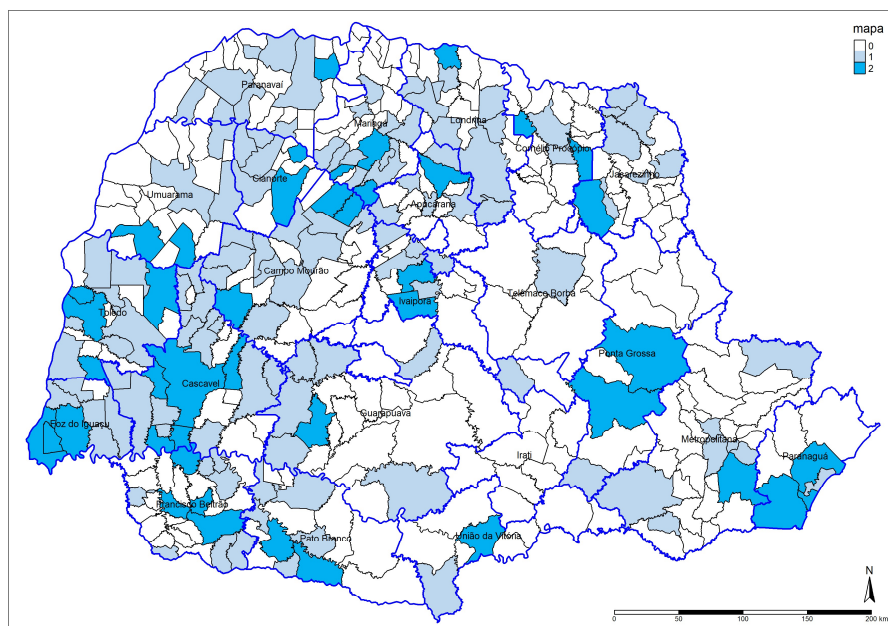 mapa
0
1
2
Paranavaí
Maringá
Londrina
Cornélio Procópio
Jacarezinho
Cianorte
Umuarama
Apucarana
Campo Mourão
Ivaiporã
Telêmaco Borba
Toledo
Ponta Grossa
Cascavel
Guarapuava
Foz do Iguaçu
Metropolitana
Irati
Paranaguá
Francisco Beltrão
Pato Branco
União da Vitória
N
0 50 100 150 200 km